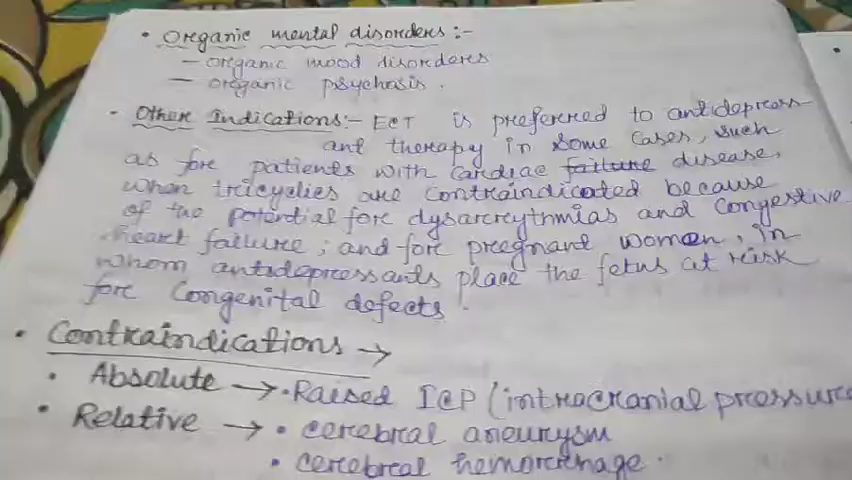 • Organic mental disorders:-
— organic mood disorders
— organic psychosis.
• Other Indications:- ECT is preferred to antidepress-
ant therapy in some cases, such
as for patients with cardiac failure disease,
when tricyclies are contraindicated because
of the potential for dysarrhythmias and congestive
heart failure; and for pregnant women, in
whom antidepressants place the fetus at risk
for congenital defects.
• Contraindications →
• Absolute → • Raised ICP (intracranial pressure
• Relative → • cerebral aneurysm
• cerebral hemorrhage.